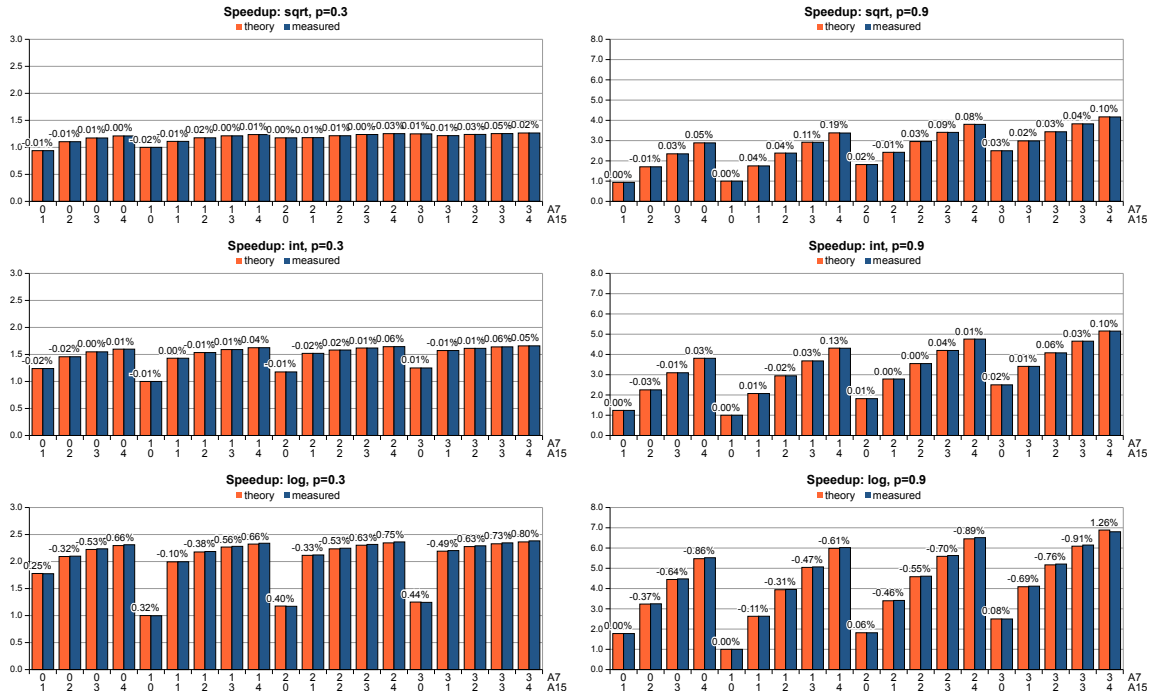 Speedup: sqrt, p=0.3
theory measured
3.0
2.5
2.0
1.5
1.0
0.5
0.0
-0.01% -0.01% 0.01% 0.00% -0.02% -0.01% 0.02% 0.00% 0.01% 0.00% 0.01% 0.01% 0.00% -0.03% 0.01% 0.01% -0.03% 0.05% -0.02%
0 0 0 0 1 1 1 1 1 2 2 2 2 2 3 3 3 3 3 A7
1 2 3 4 0 1 2 3 4 0 1 2 3 4 0 1 2 3 4 A15
Speedup: sqrt, p=0.9
theory measured
8.0
7.0
6.0
5.0
4.0
3.0
2.0
1.0
0.0
0.00% -0.01% 0.03% 0.05% 0.00% 0.04% 0.04% 0.11% 0.19% 0.02% -0.01% 0.03% 0.09% 0.08% 0.03% 0.02% 0.03% 0.04% 0.10%
0 0 0 0 1 1 1 1 1 2 2 2 2 2 3 3 3 3 3 A7
1 2 3 4 0 1 2 3 4 0 1 2 3 4 0 1 2 3 4 A15
Speedup: int, p=0.3
theory measured
3.0
2.5
2.0
1.5
1.0
0.5
0.0
-0.02% -0.02% 0.00% 0.01% -0.01% 0.00% -0.01% -0.01% -0.04% -0.01% -0.02% -0.02% -0.01% -0.06% 0.01% -0.01% -0.01% -0.06% -0.05%
0 0 0 0 1 1 1 1 1 2 2 2 2 2 3 3 3 3 3 A7
1 2 3 4 0 1 2 3 4 0 1 2 3 4 0 1 2 3 4 A15
Speedup: int, p=0.9
theory measured
8.0
7.0
6.0
5.0
4.0
3.0
2.0
1.0
0.0
0.00% -0.03% -0.01% 0.03% 0.00% 0.01% -0.02% 0.03% 0.13% 0.01% 0.00% 0.00% 0.04% 0.01% 0.02% 0.01% 0.06% 0.03% 0.10%
0 0 0 0 1 1 1 1 1 2 2 2 2 2 3 3 3 3 3 A7
1 2 3 4 0 1 2 3 4 0 1 2 3 4 0 1 2 3 4 A15
Speedup: log, p=0.3
theory measured
3.0
2.5
2.0
1.5
1.0
0.5
0.0
0.25% -0.32% -0.53% -0.66% 0.32% -0.10% -0.38% -0.56% -0.66% 0.40% -0.33% -0.53% -0.63% -0.75% 0.44% -0.49% -0.63% -0.73% -0.80%
0 0 0 0 1 1 1 1 1 2 2 2 2 2 3 3 3 3 3 A7
1 2 3 4 0 1 2 3 4 0 1 2 3 4 0 1 2 3 4 A15
Speedup: log, p=0.9
theory measured
8.0
7.0
6.0
5.0
4.0
3.0
2.0
1.0
0.0
0.00% -0.37% -0.64% -0.86% 0.00% -0.11% -0.31% -0.47% -0.61% 0.06% -0.46% -0.55% -0.70% -0.89% 0.08% -0.69% -0.76% -0.91% 1.26%
0 0 0 0 1 1 1 1 1 2 2 2 2 2 3 3 3 3 3 A7
1 2 3 4 0 1 2 3 4 0 1 2 3 4 0 1 2 3 4 A15